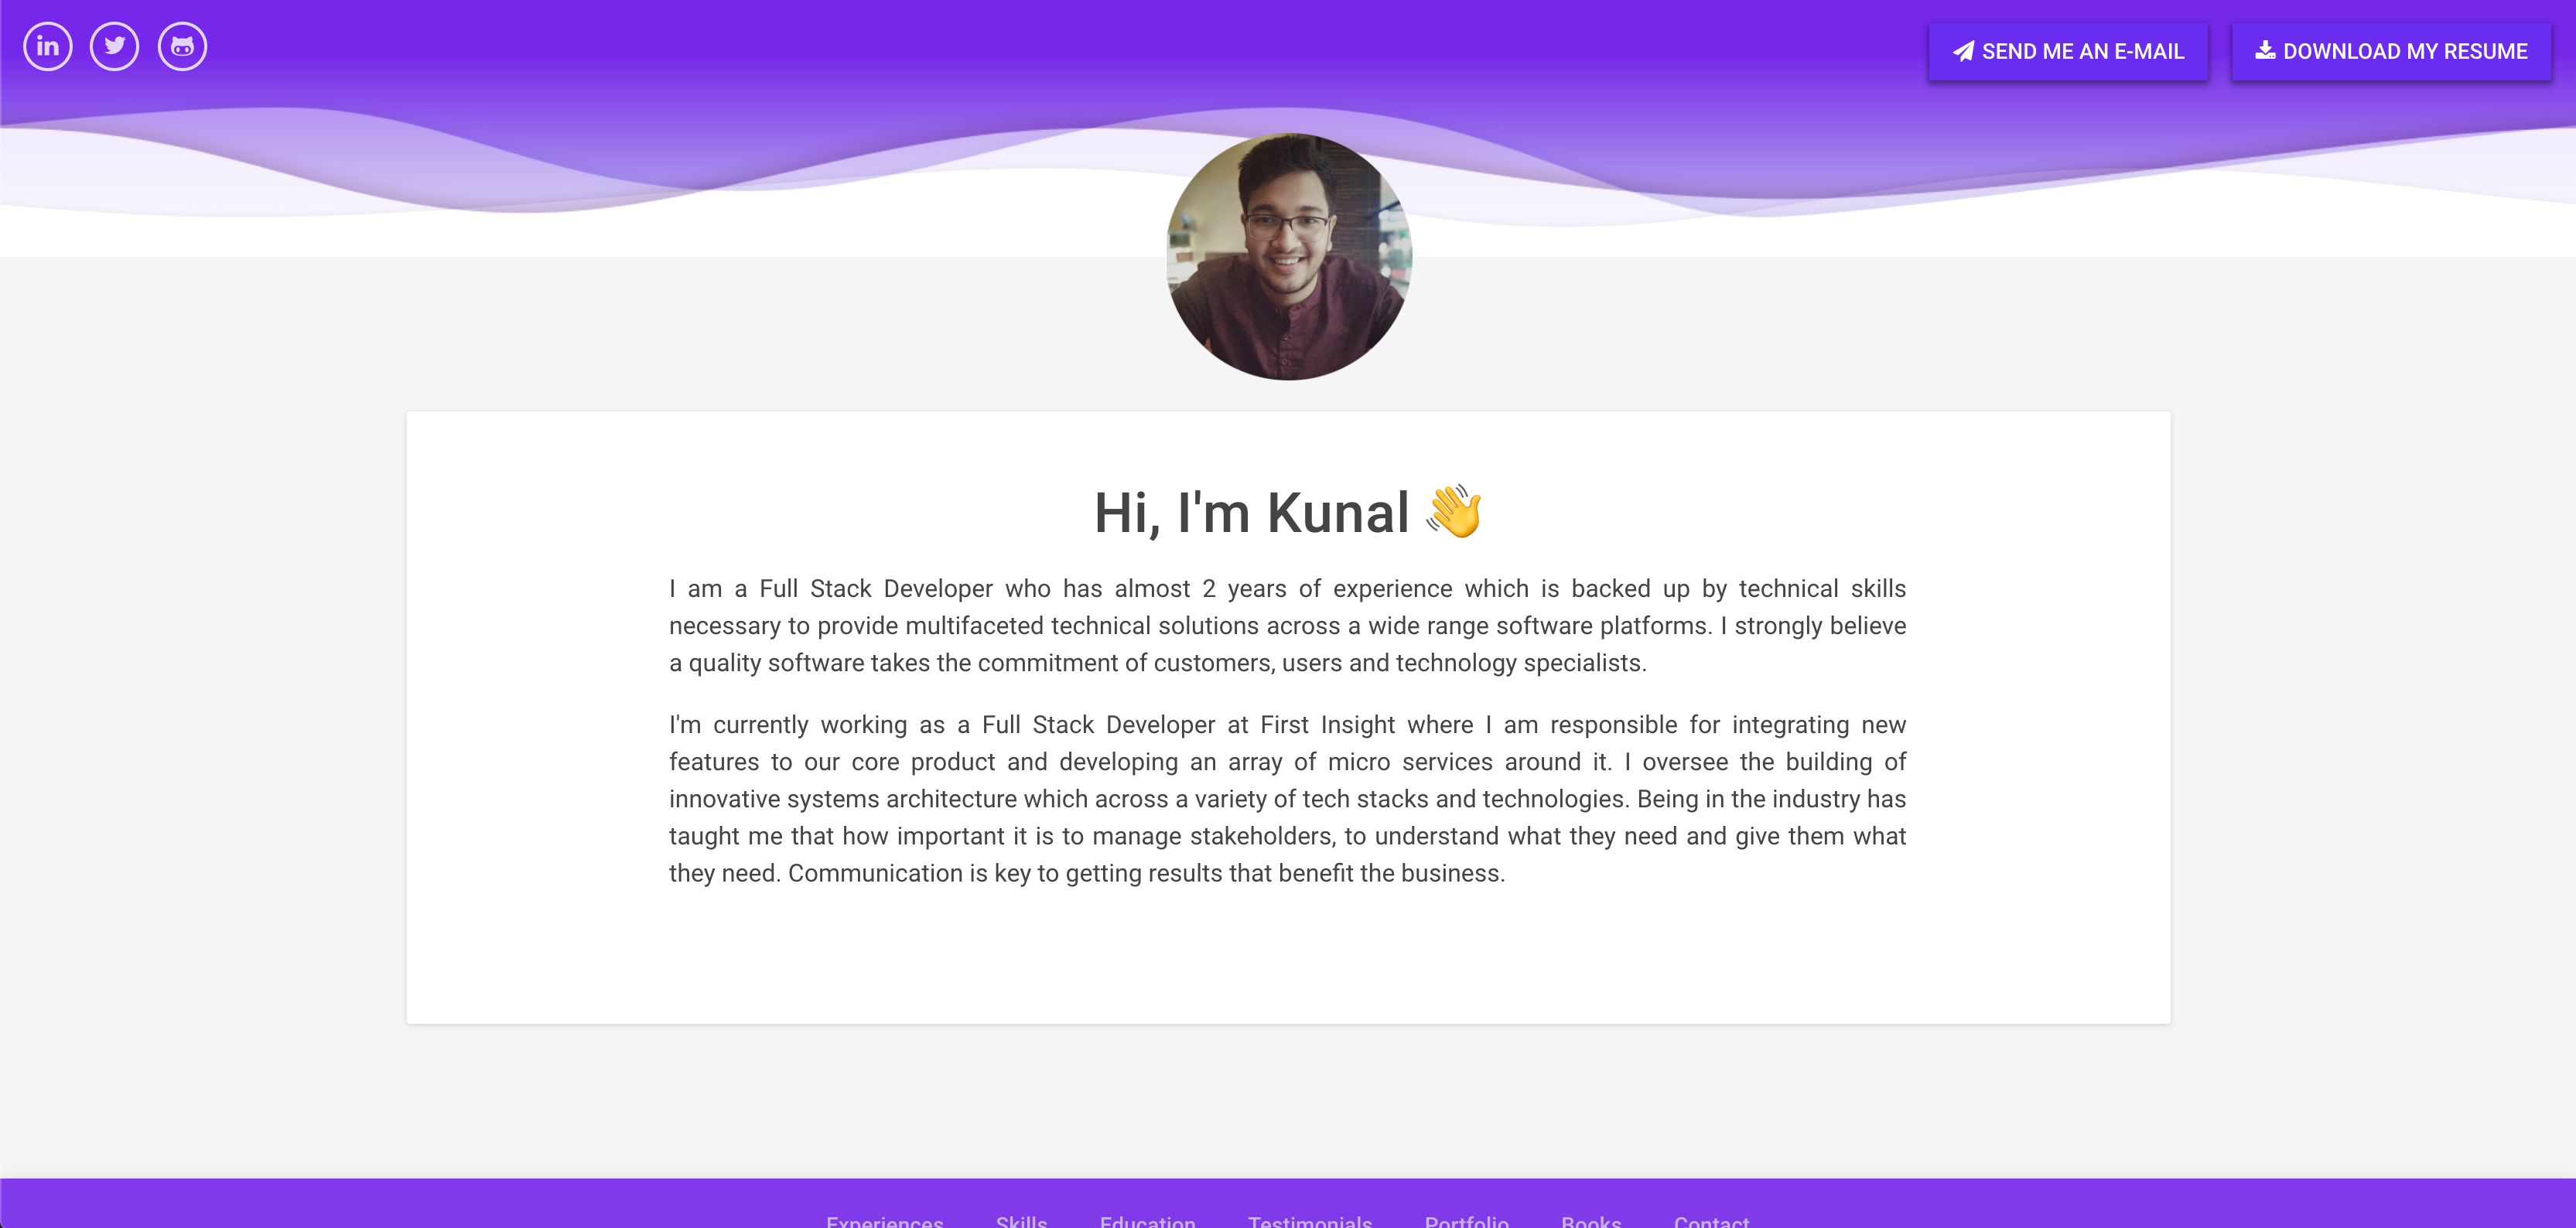 in
SEND ME AN E-MAIL
DOWNLOAD MY RESUME
Hi, I'm Kunal 👋
I am a Full Stack Developer who has almost 2 years of experience which is backed up by technical skills
necessary to provide multifaceted technical solutions across a wide range software platforms. I strongly believe
a quality software takes the commitment of customers, users and technology specialists.
I'm currently working as a Full Stack Developer at First Insight where I am responsible for integrating new
features to our core product and developing an array of micro services around it. I oversee the building of
innovative systems architecture which across a variety of tech stacks and technologies. Being in the industry has
taught me that how important it is to manage stakeholders, to understand what they need and give them what
they need. Communication is key to getting results that benefit the business.
Experiences Skills Education Testimonials Portfolio Books Contact